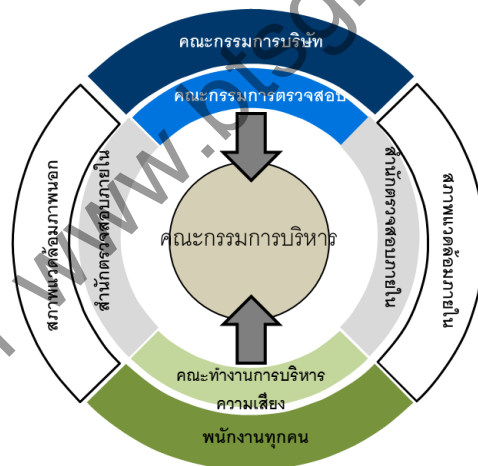 คณะกรรมการบริษัท
คณะกรรมการตรวจสอบ
สภาพแวดล้อมภาพนอก
สำนักตรวจสอบภายใน
คณะกรรมการบริหาร
สำนักตรวจสอบภายใน
สภาพแวดล้อมภายใน
คณะทำงานการบริหาร
ความเสี่ยง
พนักงานทุกคน